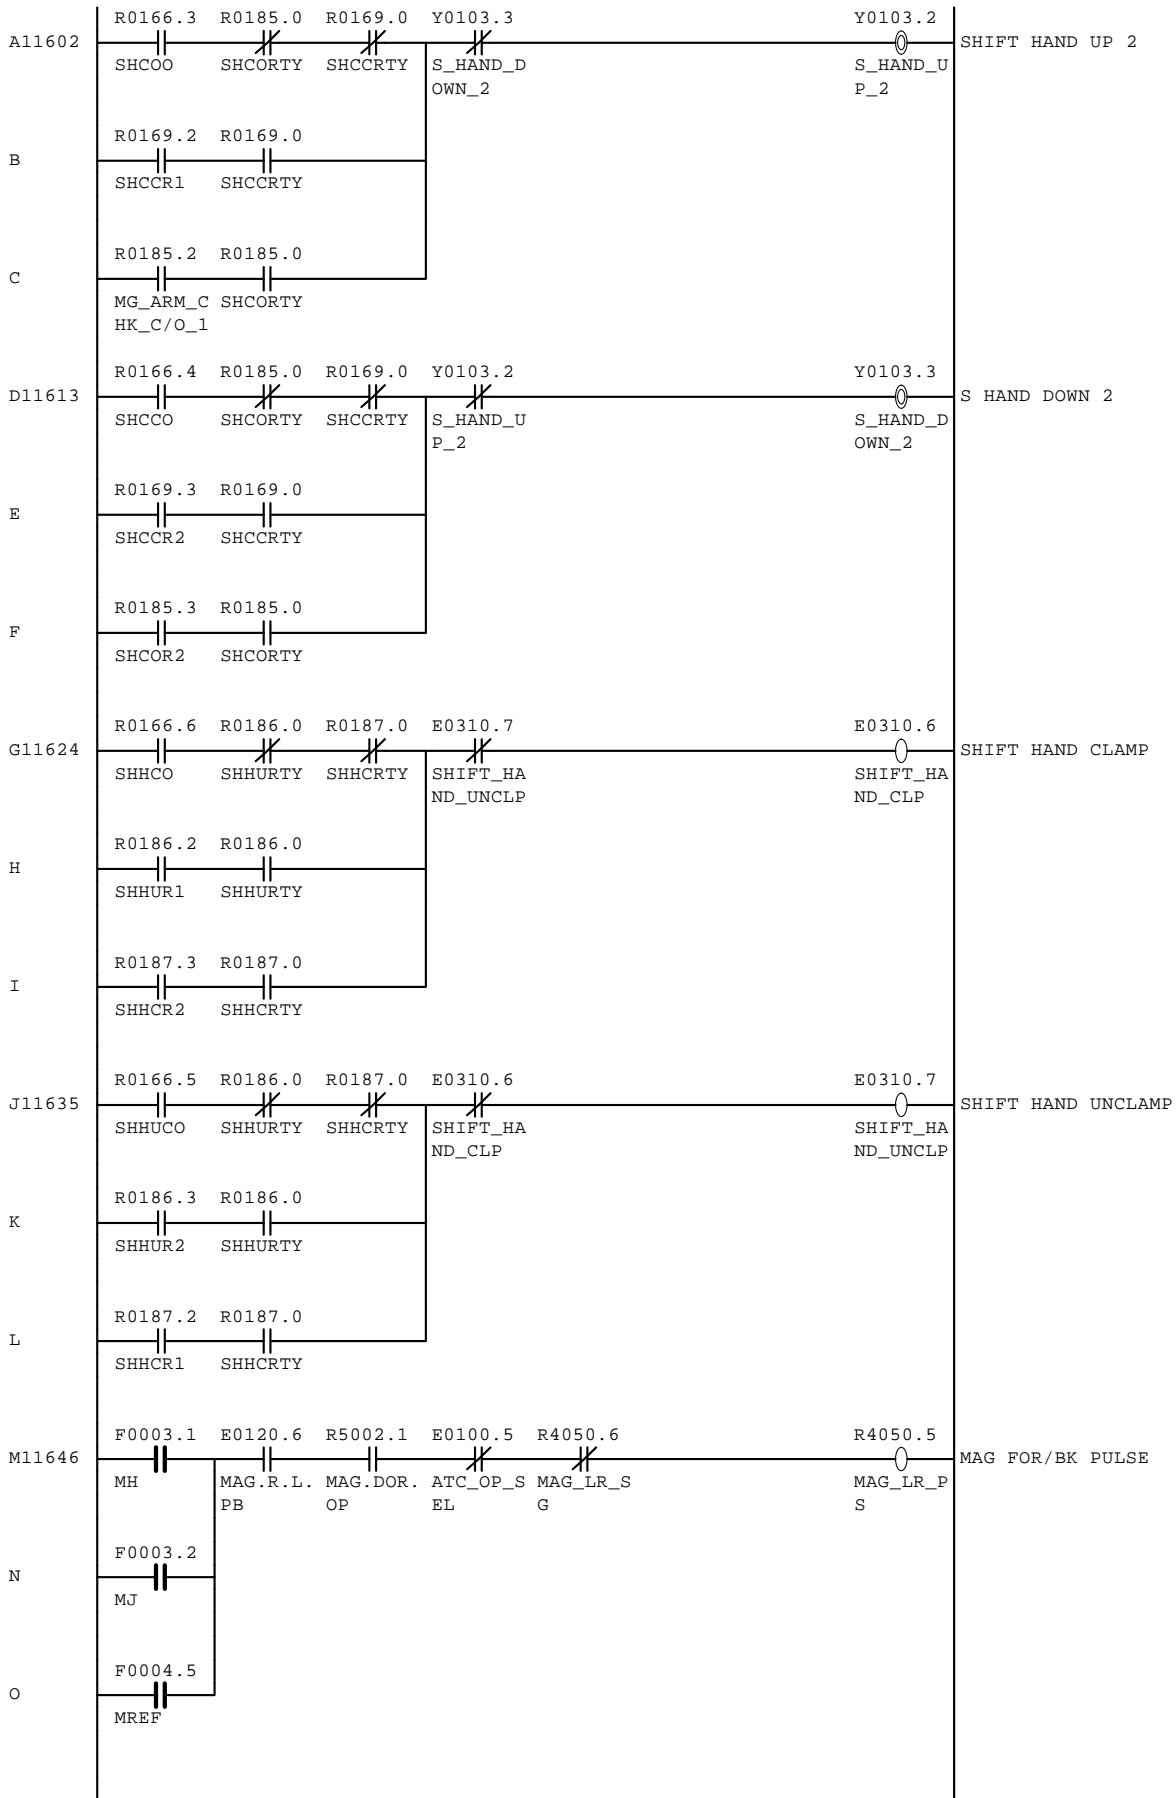 R0166.3 R0185.0 R0169.0 Y0103.3 Y0103.2
A11602 SHIFT HAND UP 2
SHCOO SHCORTY SHCCRTY S_HAND_D S_HAND_U
OWN_2 P_2
R0169.2 R0169.0
B
SHCCR1 SHCCRTY
R0185.2 R0185.0
C
MG_ARM_C SHCORTY
HK_C/O_1
R0166.4 R0185.0 R0169.0 Y0103.2 Y0103.3
D11613 S HAND DOWN 2
SHCCO SHCORTY SHCCRTY S_HAND_U S_HAND_D
P_2 OWN_2
R0169.3 R0169.0
E
SHCCR2 SHCCRTY
R0185.3 R0185.0
F
SHCOR2 SHCORTY
R0166.6 R0186.0 R0187.0 E0310.7 E0310.6
G11624 SHIFT HAND CLAMP
SHHCO SHHURTY SHHCRTY SHIFT_HA SHIFT_HA
ND_UNCLP ND_CLP
R0186.2 R0186.0
H
SHHUR1 SHHURTY
R0187.3 R0187.0
I
SHHCR2 SHHCRTY
R0166.5 R0186.0 R0187.0 E0310.6 E0310.7
J11635 SHIFT HAND UNCLAMP
SHHUCO SHHURTY SHHCRTY SHIFT_HA SHIFT_HA
ND_CLP ND_UNCLP
R0186.3 R0186.0
K
SHHUR2 SHHURTY
R0187.2 R0187.0
L
SHHCR1 SHHCRTY
F0003.1 E0120.6 R5002.1 E0100.5 R4050.6 R4050.5
M11646 MAG FOR/BK PULSE
MH MAG.R.L. MAG.DOR. ATC_OP_S MAG_LR_S MAG_LR_P
PB OP EL G S
F0003.2
N
MJ
F0004.5
O
MREF